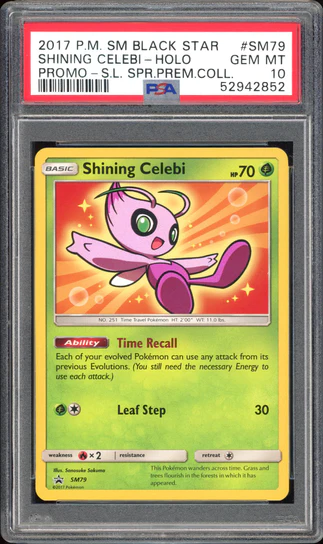 2017 P.M. SM BLACK STAR #SM79
SHINING CELEBI - HOLO GEM MT
PROMO - S.L. SPR.PREM.COLL. PSA 10
52942852
BASIC Shining Celebi HP 70
NO. 251 Time Travel Pokémon HT: 2'00" WT: 11.0 lbs.
Ability Time Recall
Each of your evolved Pokémon can use any attack from its
previous Evolutions. (You still need the necessary Energy to
use each attack.)
Leaf Step 30
weakness ×2 resistance retreat
Illus. Sanosuke Sakuma
SM79
©2017 Pokémon
This Pokémon wanders across time. Grass and
trees flourish in the forests in which it has
appeared.